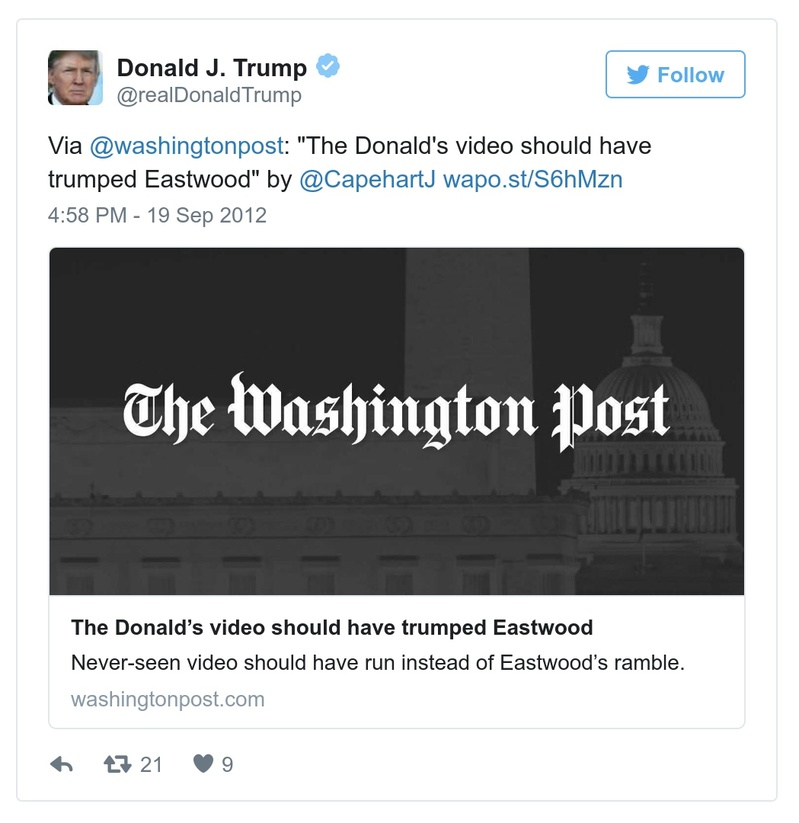 Donald J. Trump
@realDonaldTrump
Follow
Via @washingtonpost: "The Donald's video should have
trumped Eastwood" by @CapehartJ wapo.st/S6hMzn
4:58 PM - 19 Sep 2012
The Washington Post
The Donald’s video should have trumped Eastwood
Never-seen video should have run instead of Eastwood’s ramble.
washingtonpost.com
21 9